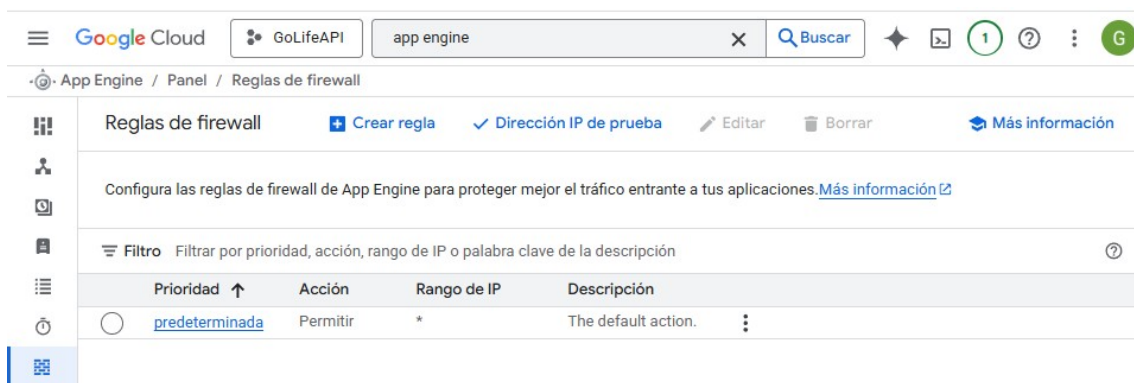 Google Cloud GoLifeAPI app engine Buscar 1 G
App Engine / Panel / Reglas de firewall
Reglas de firewall Crear regla Dirección IP de prueba Editar Borrar Más información
Configura las reglas de firewall de App Engine para proteger mejor el tráfico entrante a tus aplicaciones.Más información
Filtro Filtrar por prioridad, acción, rango de IP o palabra clave de la descripción
Prioridad Acción Rango de IP Descripción
predeterminada Permitir * The default action.